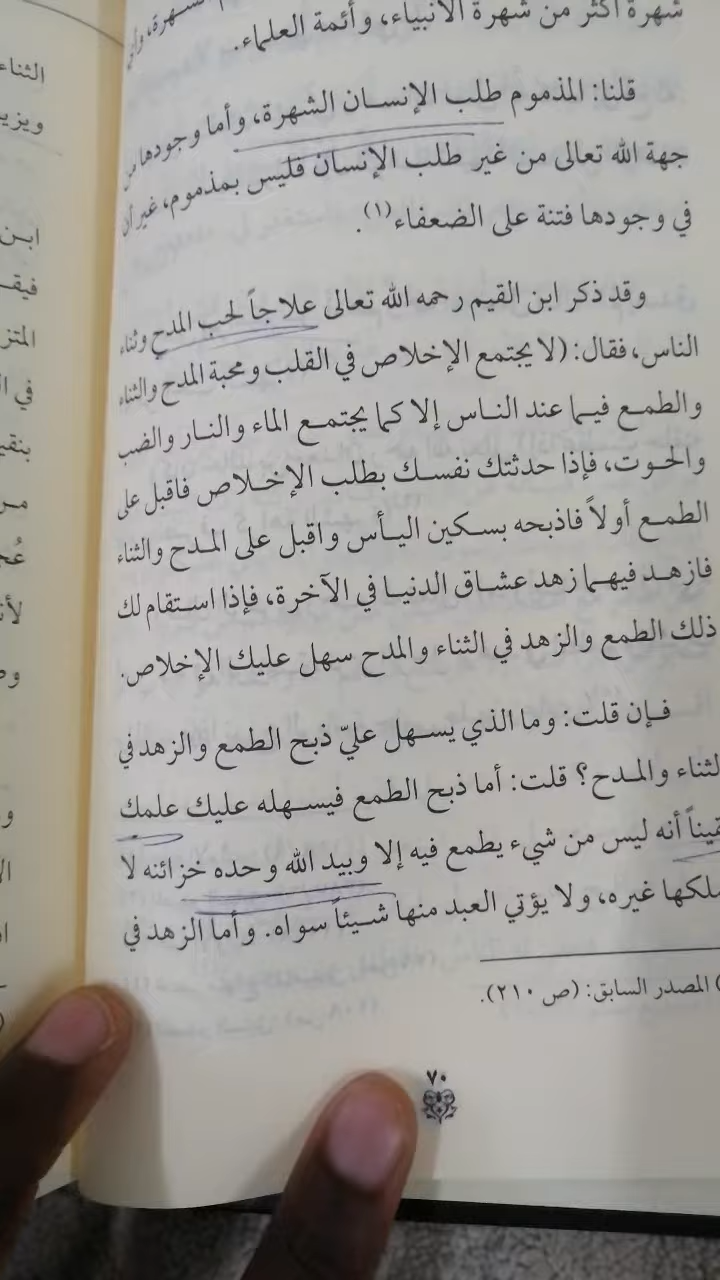 شهرة أكثر من شهرة الأنبياء، وأئمة العلماء.
قلنا: المذموم طلب الإنسان الشهرة، وأما وجودها من
جهة الله تعالى من غير طلب الإنسان فليس بمذموم، غير أن
في وجودها فتنة على الضعفاء(١).
وقد ذكر ابن القيم رحمه الله تعالى علاجاً لحب المدح وثناء
الناس، فقال: (لا يجتمع الإخلاص في القلب ومحبة المدح والثناء
والطمع فيما عند الناس إلا كما يجتمع الماء والنار والضب
والحوت، فإذا حدثتك نفسك بطلب الإخلاص فاقبل على
الطمع أولاً فاذبحه بسكين اليأس واقبل على المدح والثناء
فازهد فيهما زهد عشاق الدنيا في الآخرة، فإذا استقام لك
ذلك الطمع والزهد في الثناء والمدح سهل عليك الإخلاص.
فإن قلت: وما الذي يسهل عليّ ذبح الطمع والزهد في
الثناء والمدح؟ قلت: أما ذبح الطمع فيسهله عليك علمك
يقيناً أنه ليس من شيء يطمع فيه إلا وبيد الله وحده خزائنه لا
يملكها غيره، ولا يؤتي العبد منها شيئاً سواه. وأما الزهد في
) المصدر السابق: (ص ٢١٠).
٧٠
الثناء
ويزيد
ابن
المتز